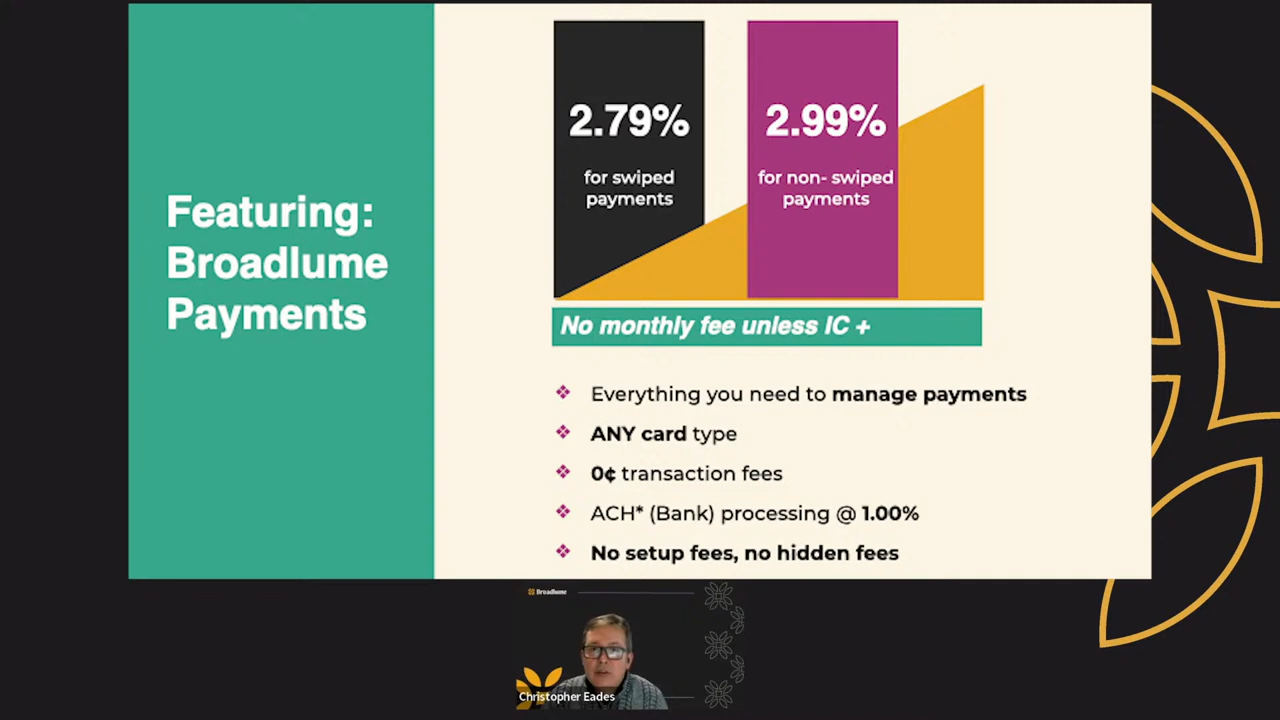 Featuring:
Broadlume
Payments
2.79%
for swiped
payments
2.99%
for non- swiped
payments
No monthly fee unless IC +
❖ Everything you need to manage payments
❖ ANY card type
❖ 0¢ transaction fees
❖ ACH* (Bank) processing @ 1.00%
❖ No setup fees, no hidden fees
Broadlume
Christopher Eades